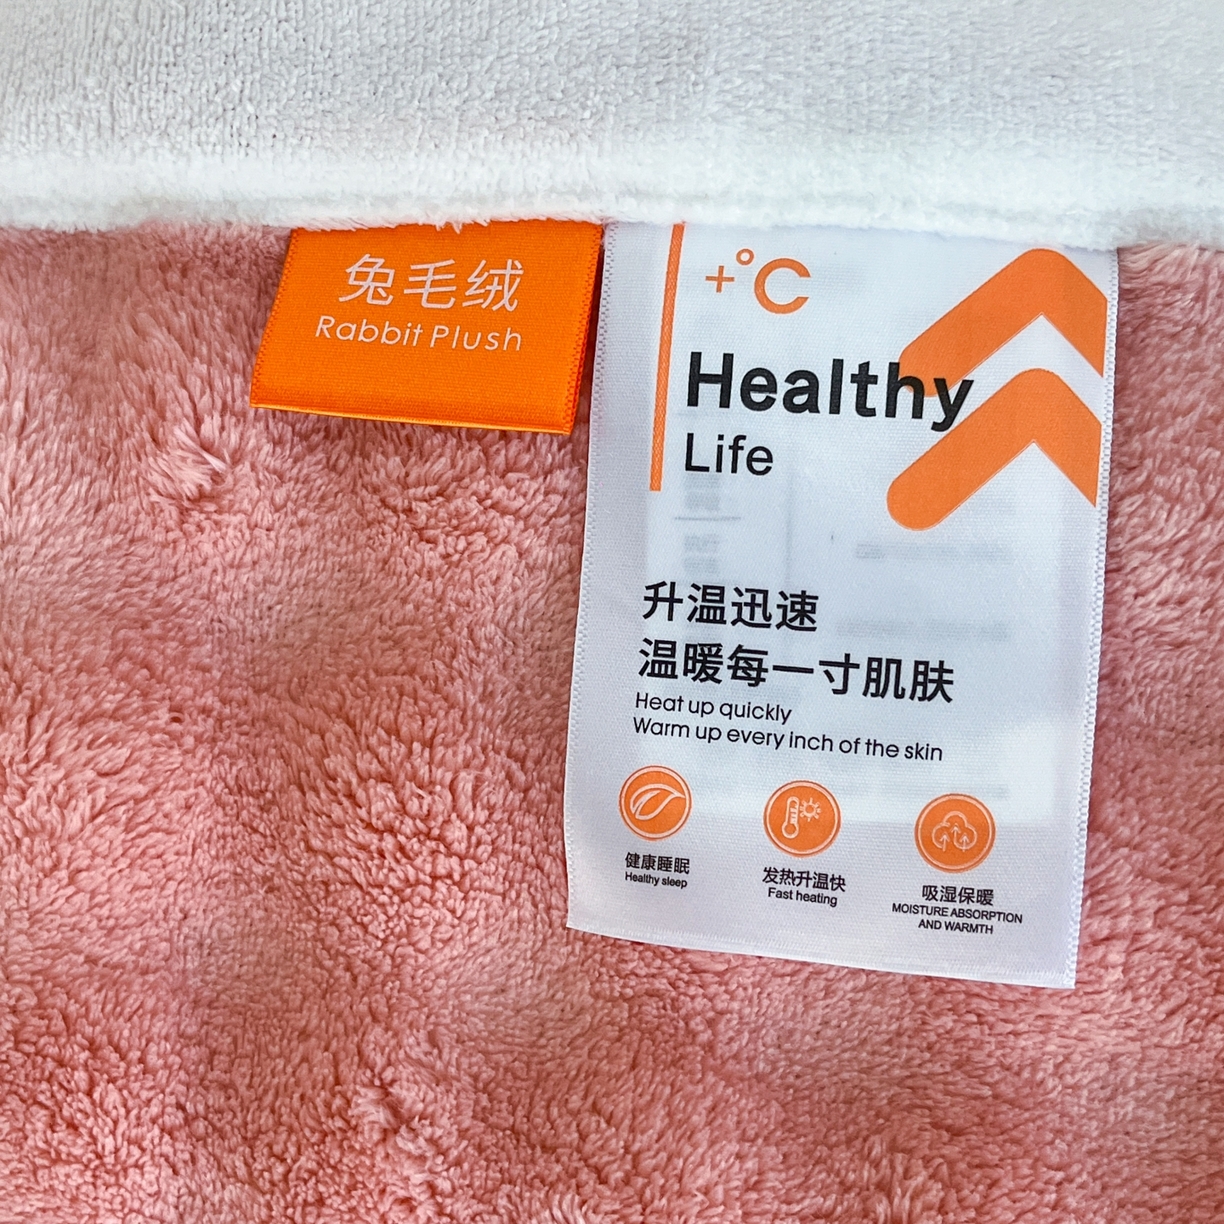 兔毛绒
Rabbit Plush
+°C
Healthy
Life
升温迅速
温暖每一寸肌肤
Heat up quickly
Warm up every inch of the skin
健康睡眠
Healthy sleep
发热升温快
Fast heating
吸湿保暖
MOISTURE ABSORPTION
AND WARMTH